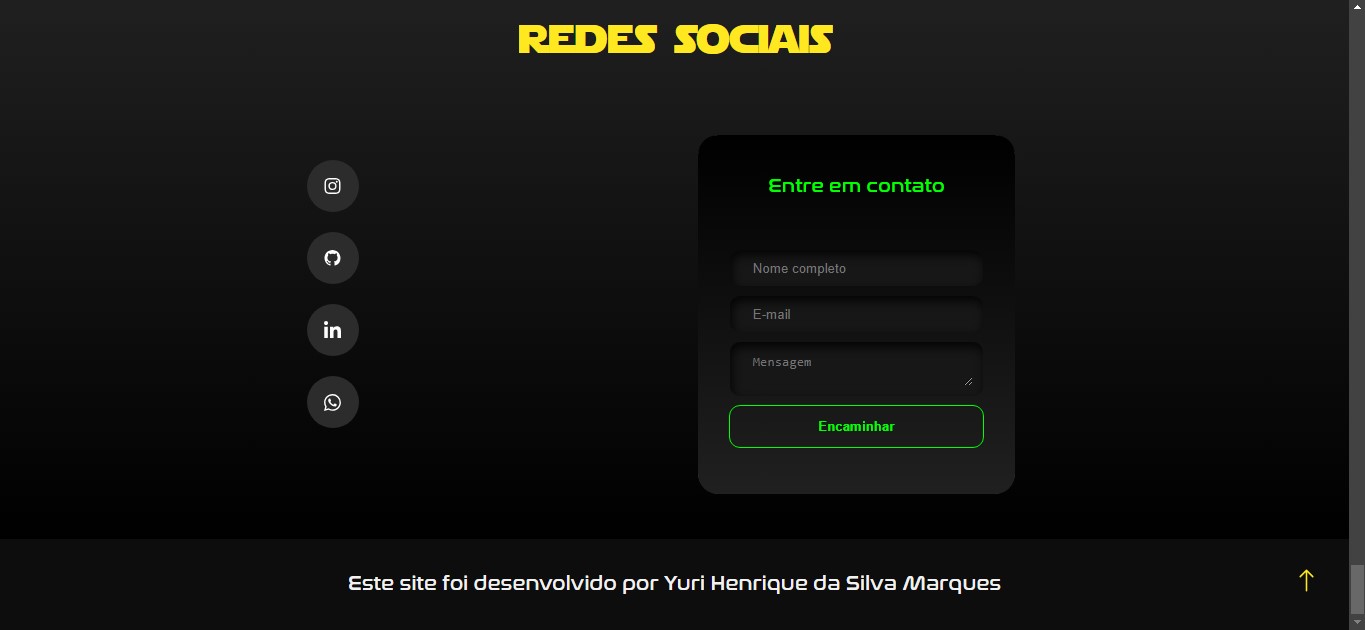 REDES SOCIAIS
Entre em contato
Nome completo
E-mail
Mensagem
Encaminhar
Este site foi desenvolvido por Yuri Henrique da Silva Marques